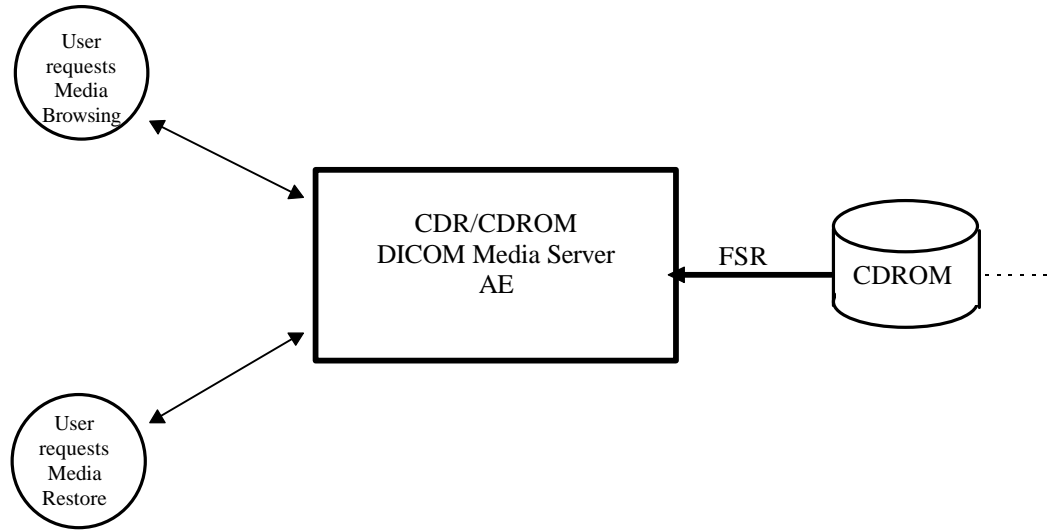 User
requests
Media
Browsing
CDR/CDROM
DICOM Media Server
AE
FSR
CDROM
User
requests
Media
Restore